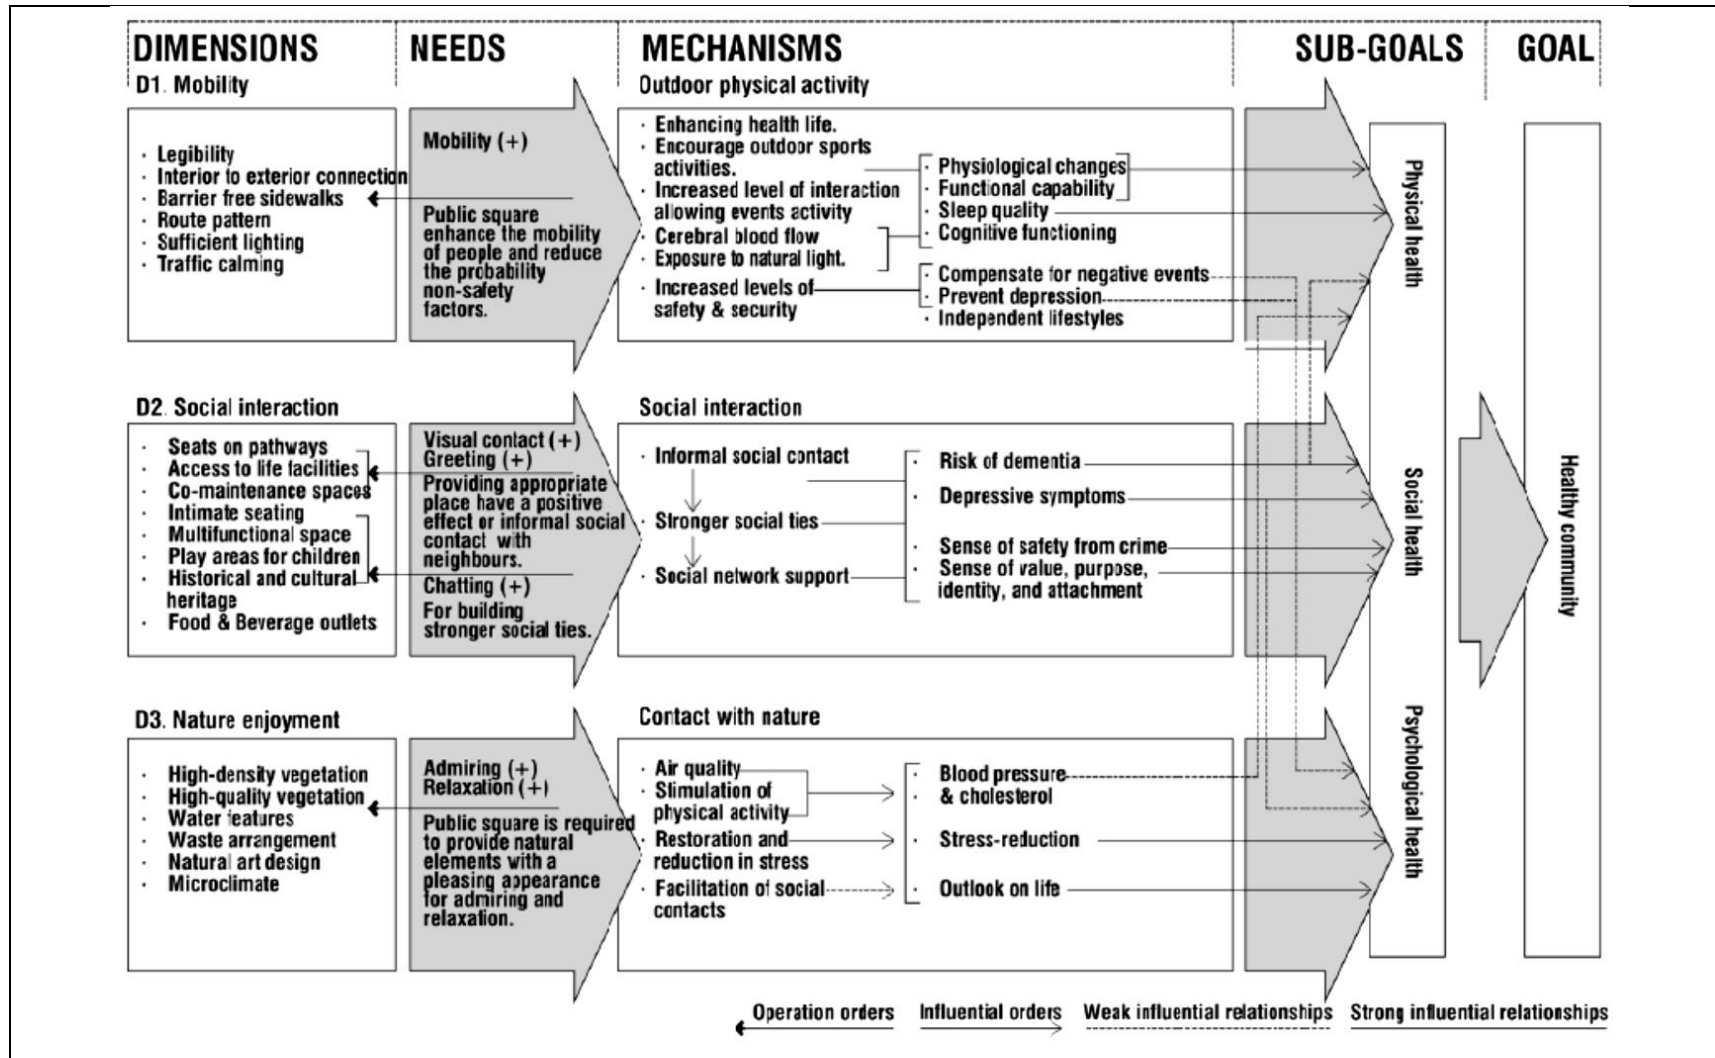 DIMENSIONS
NEEDS
MECHANISMS
SUB-GOALS
GOAL
D1. Mobility
· Legibility
· Interior to exterior connection
· Barrier free sidewalks
· Route pattern
· Sufficient lighting
· Traffic calming
Mobility (+)
Public square
enhance the mobility
of people and reduce
the probability
non-safety
factors.
Outdoor physical activity
· Enhancing health life.
· Encourage outdoor sports
activities.
· Increased level of interaction
allowing events activity
· Cerebral blood flow
· Exposure to natural light.
· Increased levels of
safety & security
· Physiological changes
· Functional capability
· Sleep quality
· Cognitive functioning
· Compensate for negative events
· Prevent depression
· Independent lifestyles
Physical health
D2. Social interaction
· Seats on pathways
· Access to life facilities
· Co-maintenance spaces
· Intimate seating
· Multifunctional space
· Play areas for children
· Historical and cultural
heritage
· Food & Beverage outlets
Visual contact (+)
Greeting (+)
Providing appropriate
place have a positive
effect or informal social
contact with
neighbours.
Chatting (+)
For building
stronger social ties.
Social interaction
· Informal social contact
· Stronger social ties
· Social network support
· Risk of dementia
· Depressive symptoms
· Sense of safety from crime
· Sense of value, purpose,
identity, and attachment
Social health
Healthy community
D3. Nature enjoyment
· High-density vegetation
· High-quality vegetation
· Water features
· Waste arrangement
· Natural art design
· Microclimate
Admiring (+)
Relaxation (+)
Public square is required
to provide natural
elements with a
pleasing appearance
for admiring and
relaxation.
Contact with nature
· Air quality
· Stimulation of
physical activity
· Restoration and
reduction in stress
· Facilitation of social
contacts
· Blood pressure
· & cholesterol
· Stress-reduction
· Outlook on life
Psychological health
Operation orders
Influential orders
Weak influential relationships
Strong influential relationships